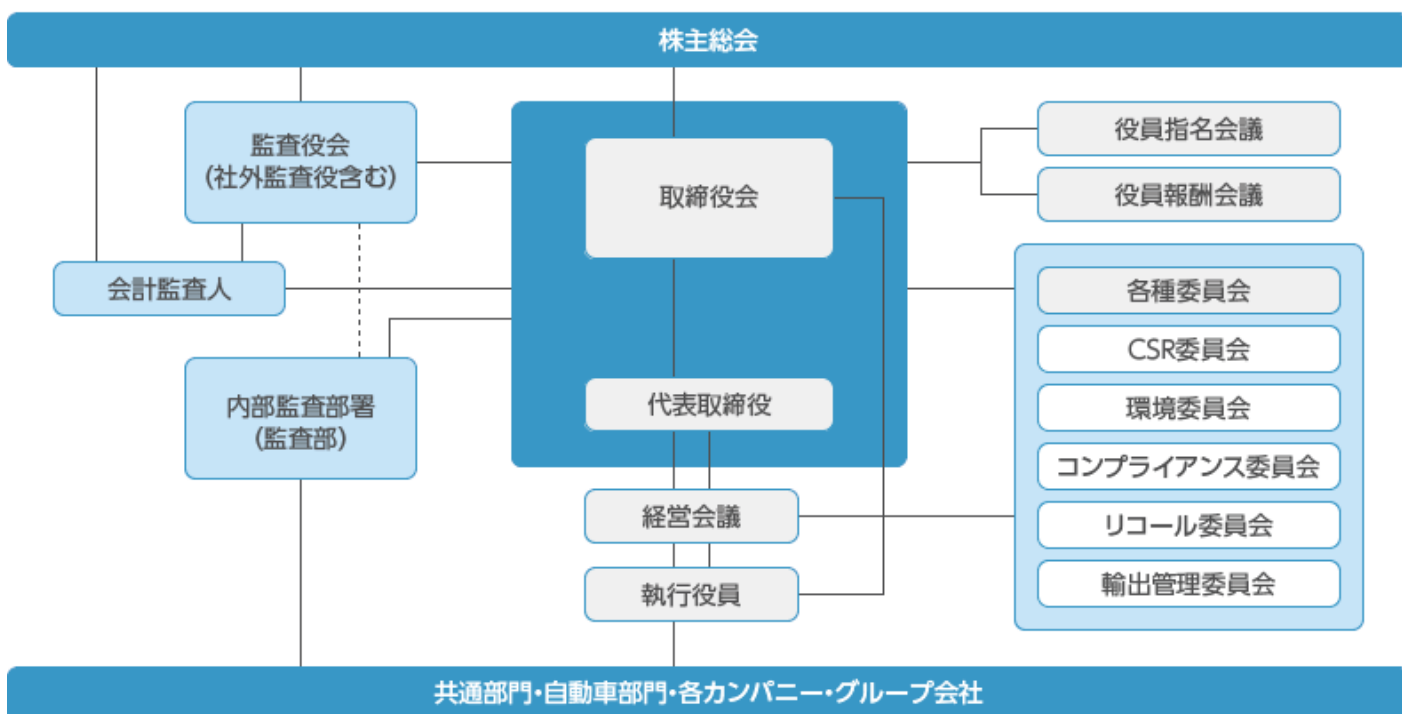 株主総会
監査役会
(社外監査役含む)
取締役会
役員指名会議
役員報酬会議
会計監査人
各種委員会
CSR委員会
内部監査部署
(監査部)
代表取締役
環境委員会
コンプライアンス委員会
経営会議
リコール委員会
執行役員
輸出管理委員会
共通部門・自動車部門・各カンパニー・グループ会社